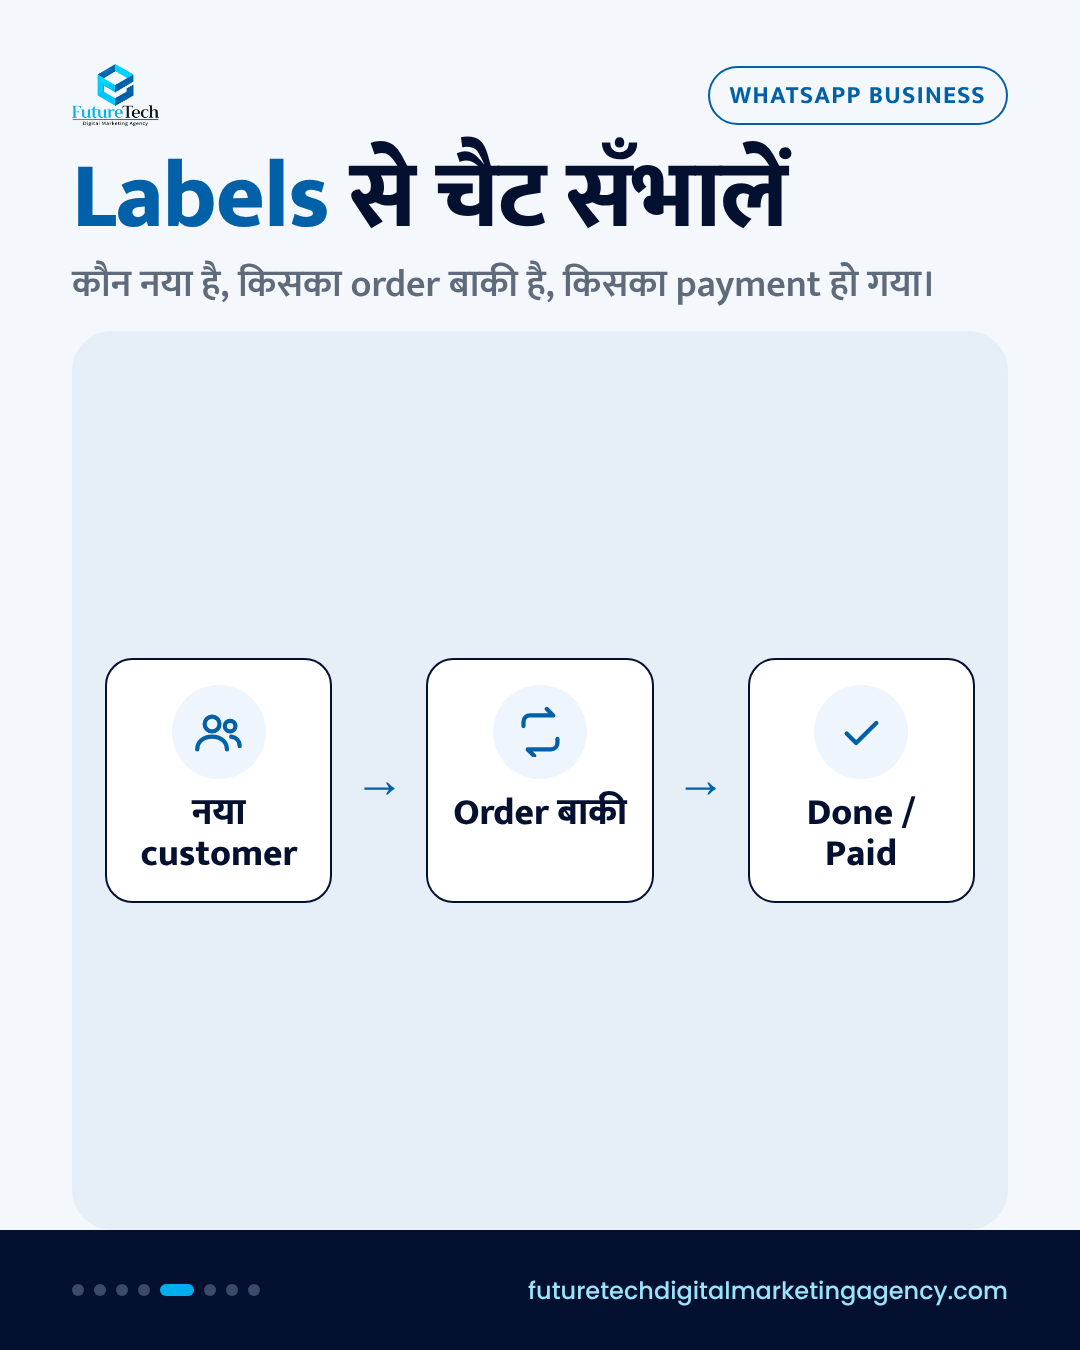 FutureTech
Digital Marketing Agency
WHATSAPP BUSINESS
Labels से चैट सँभालें
कौन नया है, किसका order बाकी है, किसका payment हो गया।
नया
customer
→
Order बाकी
→
Done /
Paid
futuretechdigitalmarketingagency.com